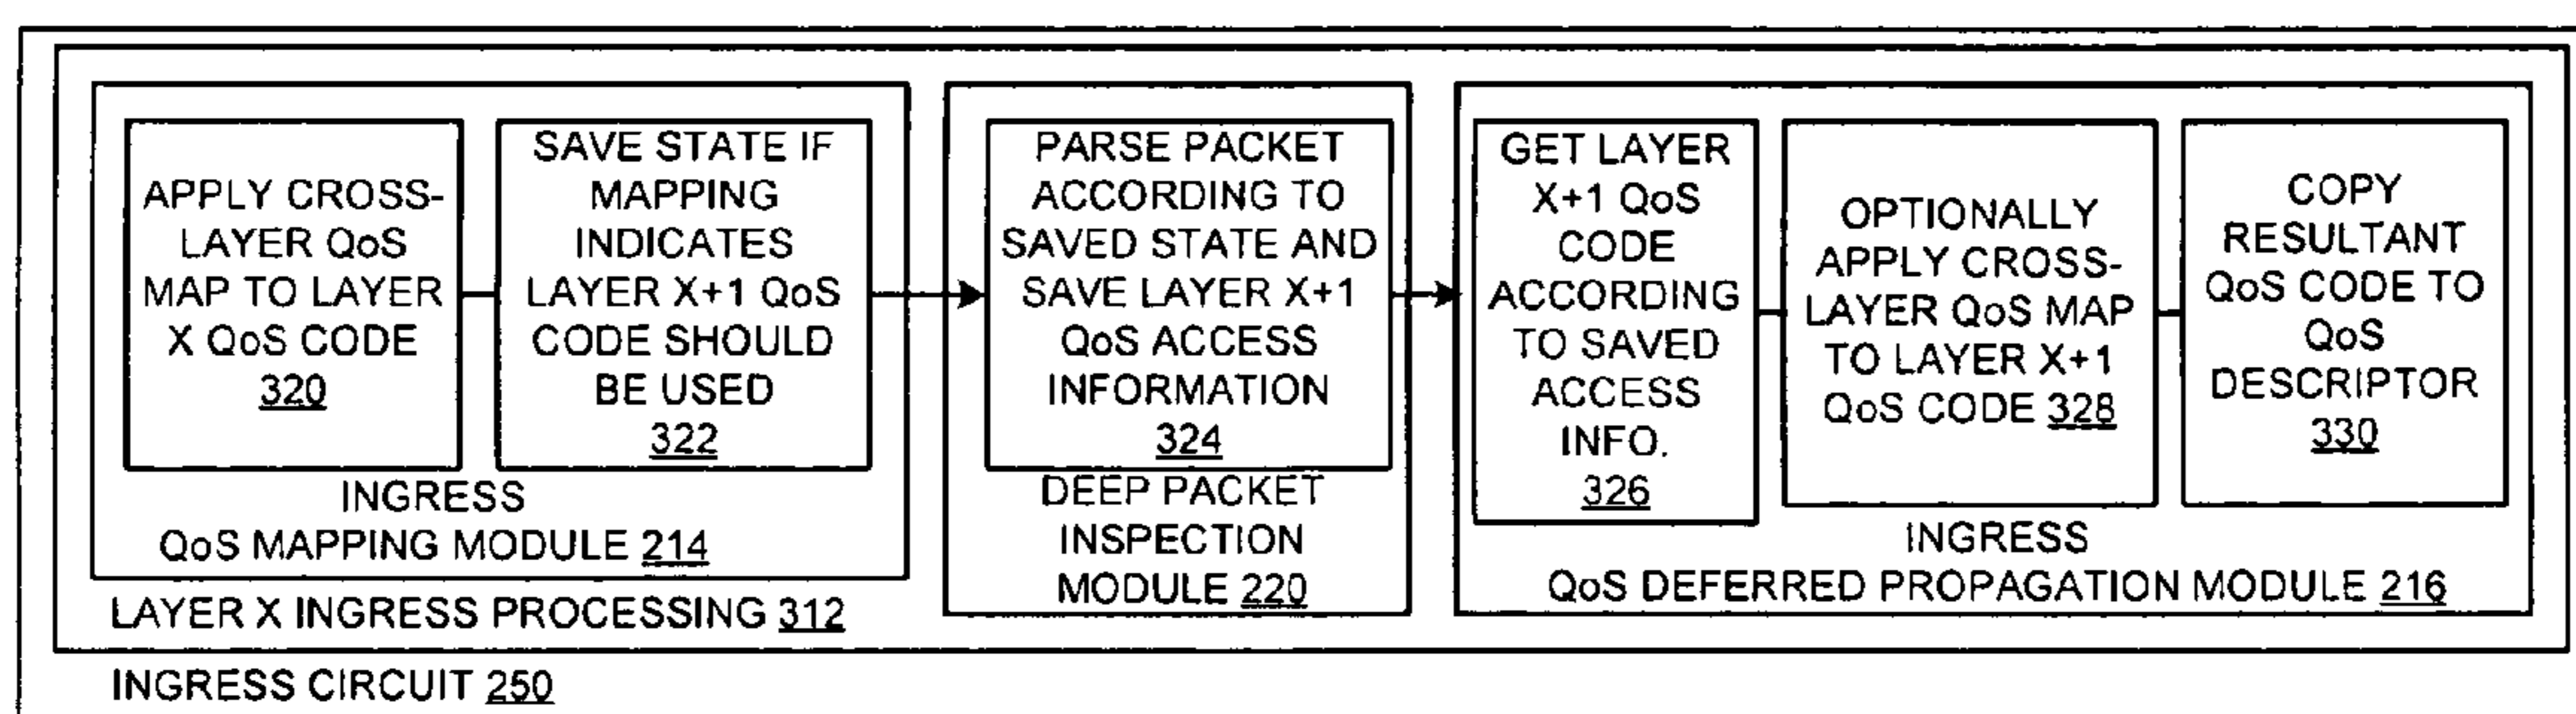 APPLY CROSS-
LAYER QoS
MAP TO LAYER
X QoS CODE
320
SAVE STATE IF
MAPPING
INDICATES
LAYER X+1 QoS
CODE SHOULD
BE USED
322
INGRESS
QoS MAPPING MODULE 214
PARSE PACKET
ACCORDING TO
SAVED STATE AND
SAVE LAYER X+1
QoS ACCESS
INFORMATION
324
DEEP PACKET
INSPECTION
MODULE 220
GET LAYER
X+1 QoS
CODE
ACCORDING
TO SAVED
ACCESS
INFO.
326
OPTIONALLY
APPLY CROSS-
LAYER QoS MAP
TO LAYER X+1
QoS CODE 328
COPY
RESULTANT
QoS CODE TO
QoS
DESCRIPTOR
330
INGRESS
QoS DEFERRED PROPAGATION MODULE 216
LAYER X INGRESS PROCESSING 312
INGRESS CIRCUIT 250